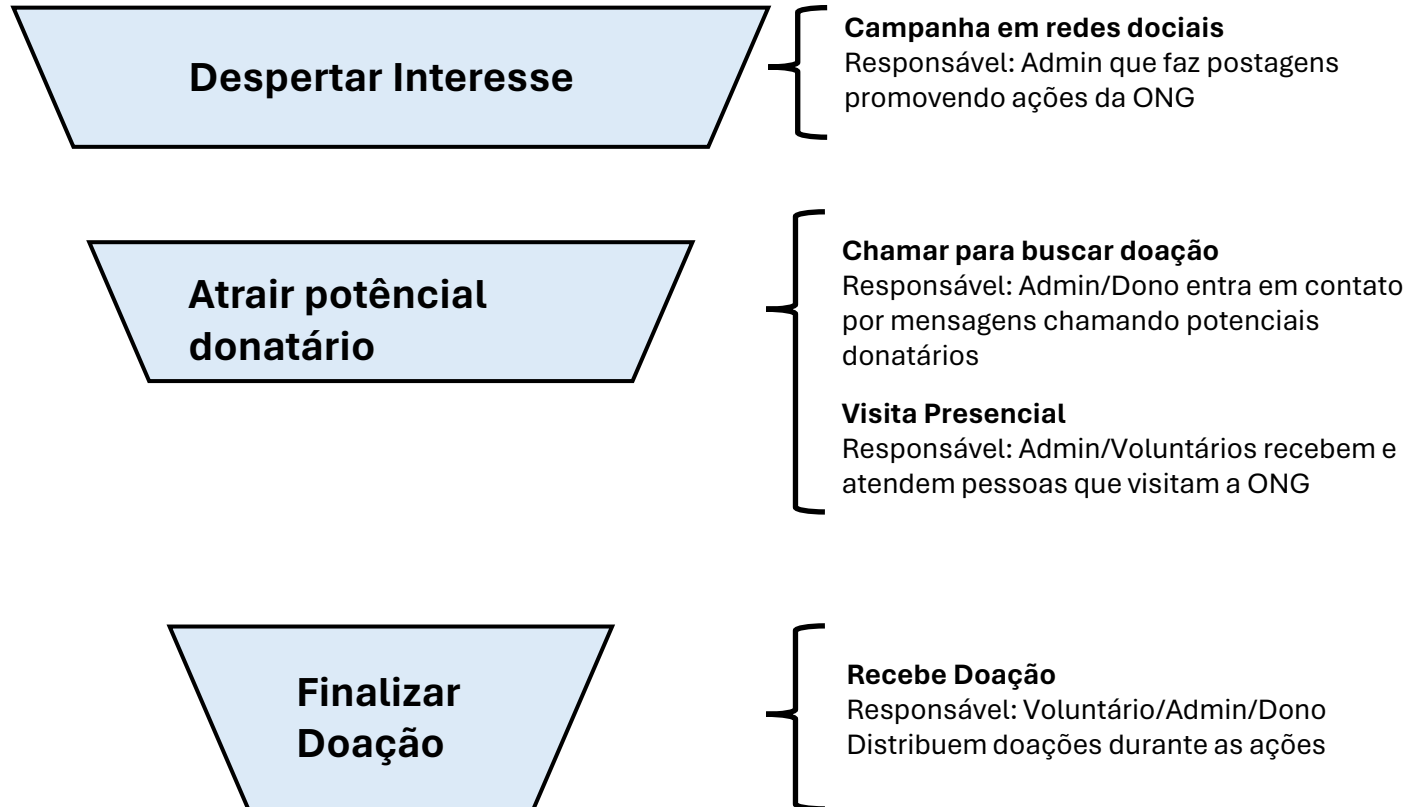 Despertar Interesse
Campanha em redes dociais
Responsável: Admin que faz postagens
promovendo ações da ONG
Atrair potêncial
donatário
Chamar para buscar doação
Responsável: Admin/Dono entra em contato
por mensagens chamando potenciais
donatários
Visita Presencial
Responsável: Admin/Voluntários recebem e
atendem pessoas que visitam a ONG
Finalizar
Doação
Recebe Doação
Responsável: Voluntário/Admin/Dono
Distribuem doações durante as ações